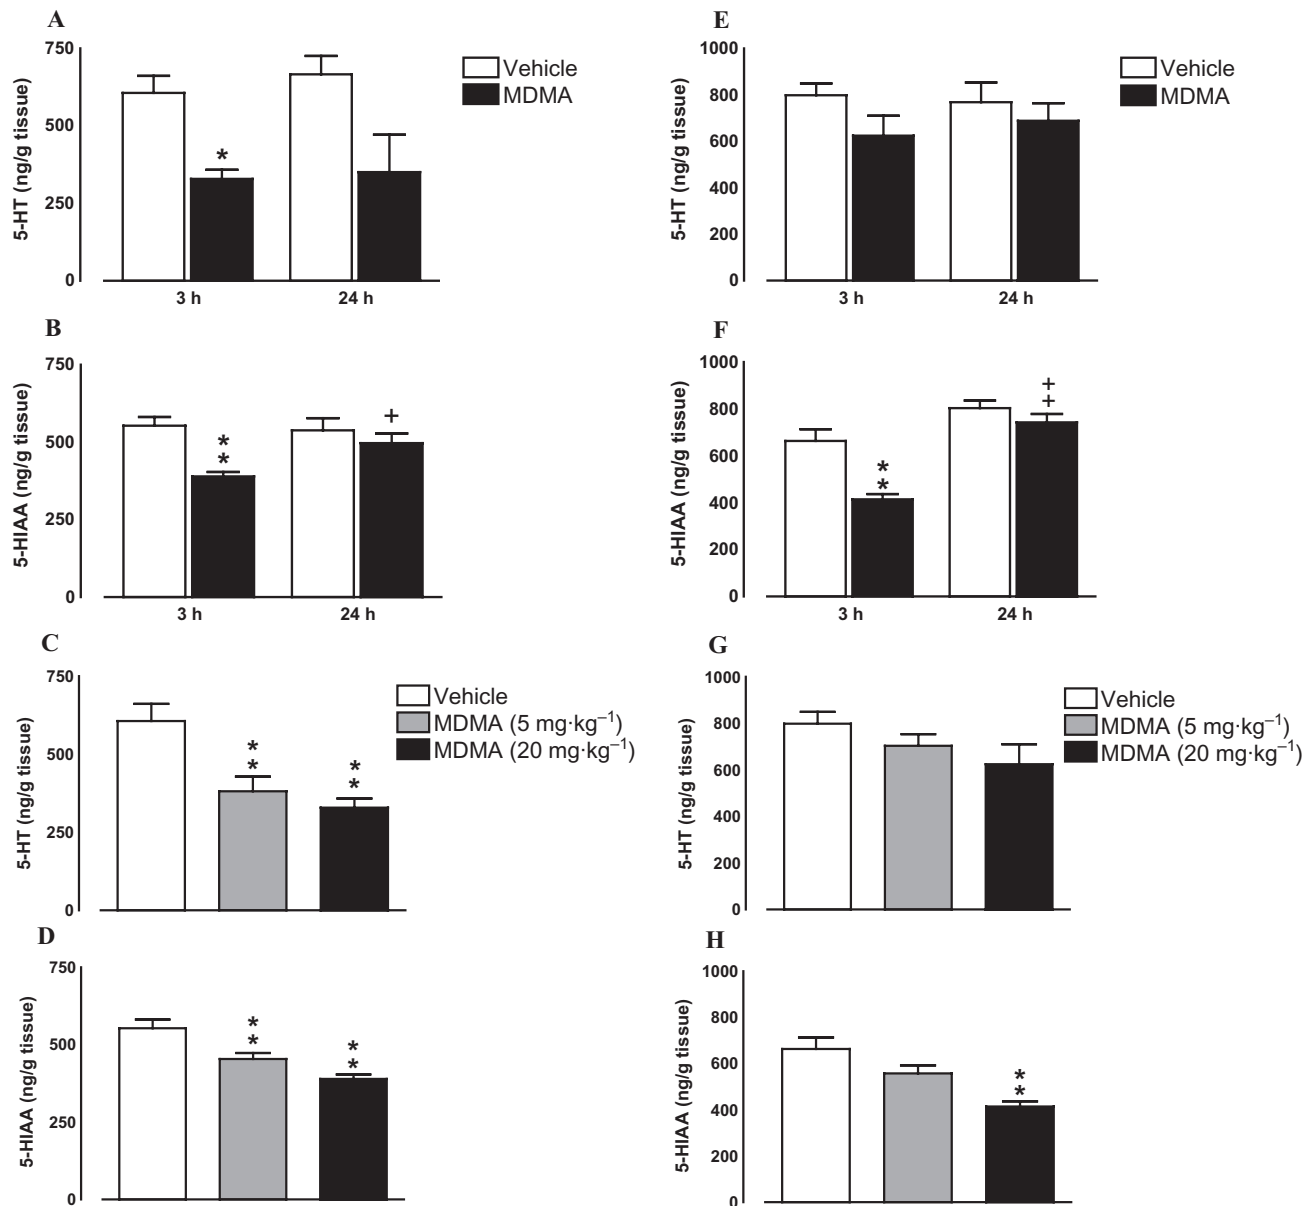 A
5-HT (ng/g tissue)
750
500
250
0
*
3 h
24 h
Vehicle
MDMA
B
5-HIAA (ng/g tissue)
750
500
250
0
*
*
+
3 h
24 h
C
5-HT (ng/g tissue)
750
500
250
0
*
*
*
*
Vehicle
MDMA (5 mg·kg⁻¹)
MDMA (20 mg·kg⁻¹)
D
5-HIAA (ng/g tissue)
750
500
250
0
*
*
*
*
E
5-HT (ng/g tissue)
1000
800
600
400
200
0
3 h
24 h
Vehicle
MDMA
F
5-HIAA (ng/g tissue)
1000
800
600
400
200
0
*
*
+
+
3 h
24 h
G
5-HT (ng/g tissue)
1000
800
600
400
200
0
Vehicle
MDMA (5 mg·kg⁻¹)
MDMA (20 mg·kg⁻¹)
H
5-HIAA (ng/g tissue)
1000
800
600
400
200
0
*
*